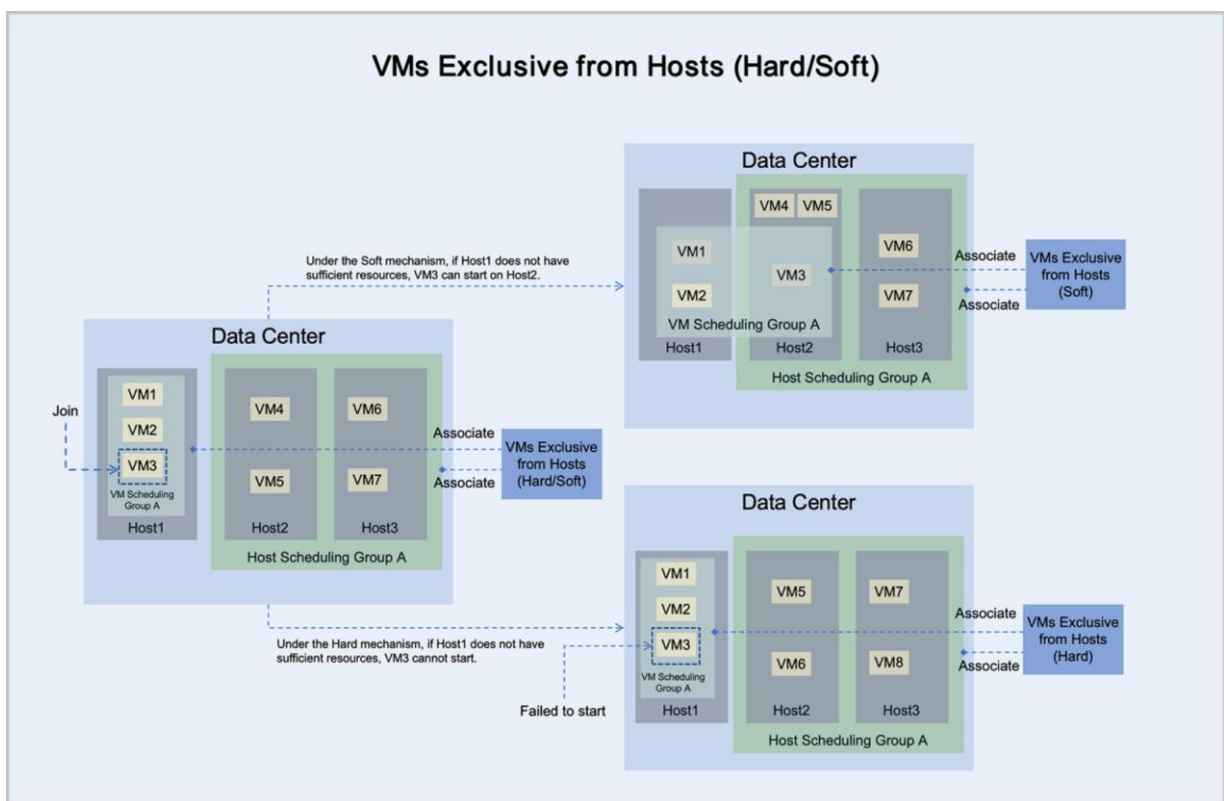 VMs Exclusive from Hosts (Hard/Soft)
Data Center
VM4
VM5
VM1
VM6
VM3
VM2
VM7
VM Scheduling Group A
Host1
Host2
Host3
Host Scheduling Group A
Associate
Associate
VMs Exclusive
from Hosts
(Soft)
Under the Soft mechanism, if Host1 does not have
sufficient resources, VM3 can start on Host2.
Data Center
Join
VM1
VM2
VM3
VM Scheduling
Group A
Host1
VM4
VM5
Host2
VM6
VM7
Host3
Host Scheduling Group A
Associate
Associate
VMs Exclusive
from Hosts
(Hard/Soft)
Under the Hard mechanism, if Host1 does not have
sufficient resources, VM3 cannot start.
Data Center
VM1
VM2
VM3
VM Scheduling
Group A
Host1
Failed to start
VM5
VM6
Host2
VM7
VM8
Host3
Host Scheduling Group A
Associate
Associate
VMs Exclusive
from Hosts
(Hard)